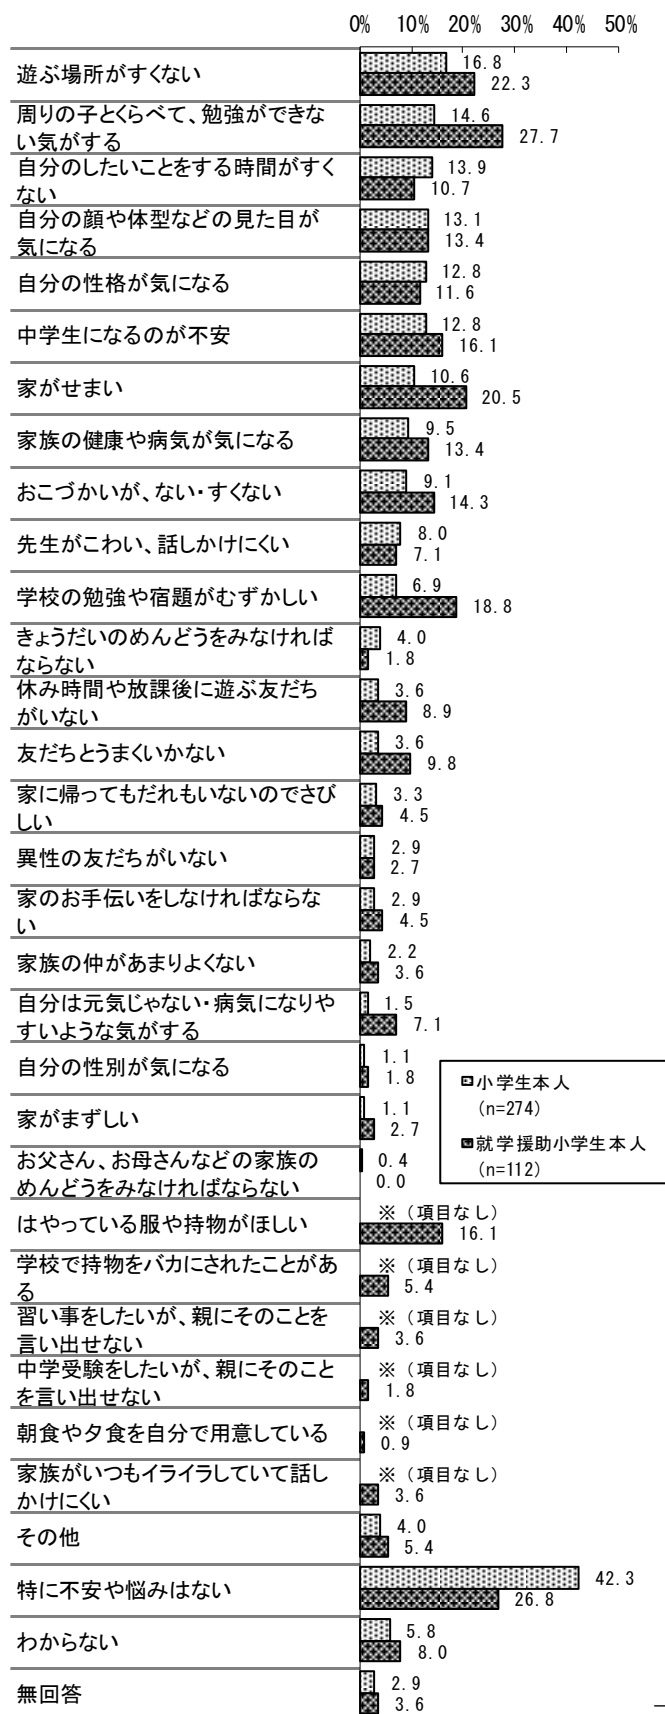 0% 10% 20% 30% 40% 50%
遊ぶ場所がすくない
16.8
22.3
周りの子とくらべて、勉強ができな
い気がする
14.6
27.7
自分のしたいことをする時間がすく
ない
13.9
10.7
自分の顔や体型などの見た目が
気になる
13.1
13.4
自分の性格が気になる
12.8
11.6
中学生になるのが不安
12.8
16.1
家がせまい
10.6
20.5
家族の健康や病気が気になる
9.5
13.4
おこづかいが、ない・すくない
9.1
14.3
先生がこわい、話しかけにくい
8.0
7.1
学校の勉強や宿題がむずかしい
6.9
18.8
きょうだいのめんどうをみなければ
ならない
4.0
1.8
休み時間や放課後に遊ぶ友だち
がいない
3.6
8.9
友だちとうまくいかない
3.6
9.8
家に帰ってもだれもいないのでさび
しい
3.3
4.5
異性の友だちがいない
2.9
2.7
家のお手伝いをしなければならな
い
2.9
4.5
家族の仲があまりよくない
2.2
3.6
自分は元気じゃない・病気になりや
すいような気がする
1.5
7.1
自分の性別が気になる
1.1
1.8
家がまずしい
1.1
2.7
お父さん、お母さんなどの家族の
めんどうをみなければならない
0.4
0.0
はやっている服や持物がほしい
※（項目なし）
16.1
学校で持物をバカにされたことがあ
る
※（項目なし）
5.4
習い事をしたいが、親にそのことを
言い出せない
※（項目なし）
3.6
中学受験をしたいが、親にそのこと
を言い出せない
※（項目なし）
1.8
朝食や夕食を自分で用意している
※（項目なし）
0.9
家族がいつもイライラしていて話し
かけにくい
※（項目なし）
3.6
その他
4.0
5.4
特に不安や悩みはない
42.3
26.8
わからない
5.8
8.0
無回答
2.9
3.6
小学生本人
(n=274)
就学援助小学生本人
(n=112)